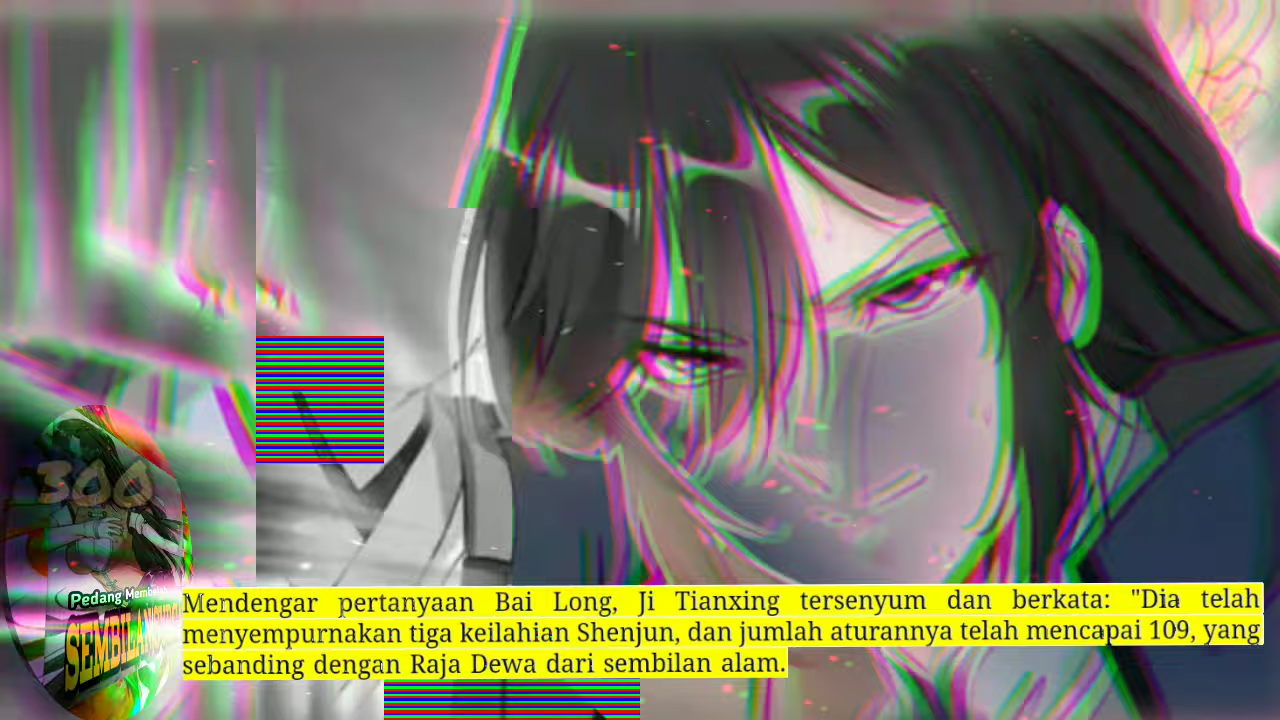 300
Pedang Membelah
SEMBILAN
Mendengar pertanyaan Bai Long, Ji Tianxing tersenyum dan berkata: "Dia telah
menyempurnakan tiga keilahian Shenjun, dan jumlah aturannya telah mencapai 109, yang
sebanding dengan Raja Dewa dari sembilan alam.